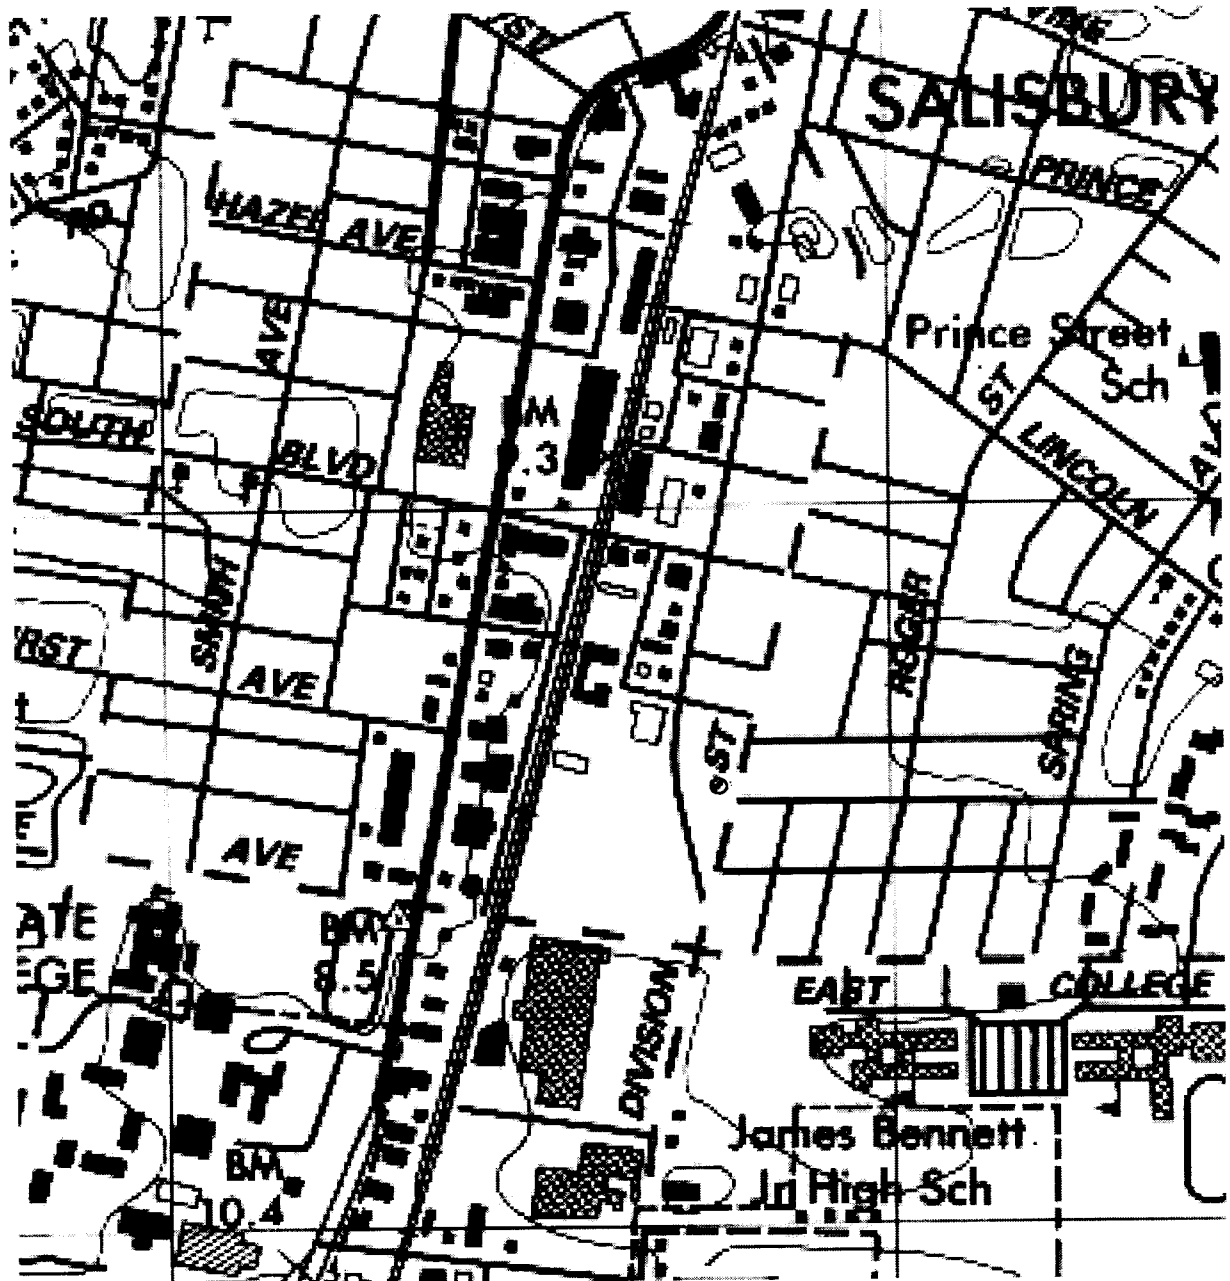 SALISBURY
PRINCE
HAZEL AVE
AVE
Prince Street
Sch
ST
SOUTH
BLVD
LINCOLN
M
.3
SMITH
ROGER
AVE
SPRING
ST
AVE
BM
8.5
DIVISION
EAST
COLLEGE
James Bennett
Jr High Sch
BM
10.4